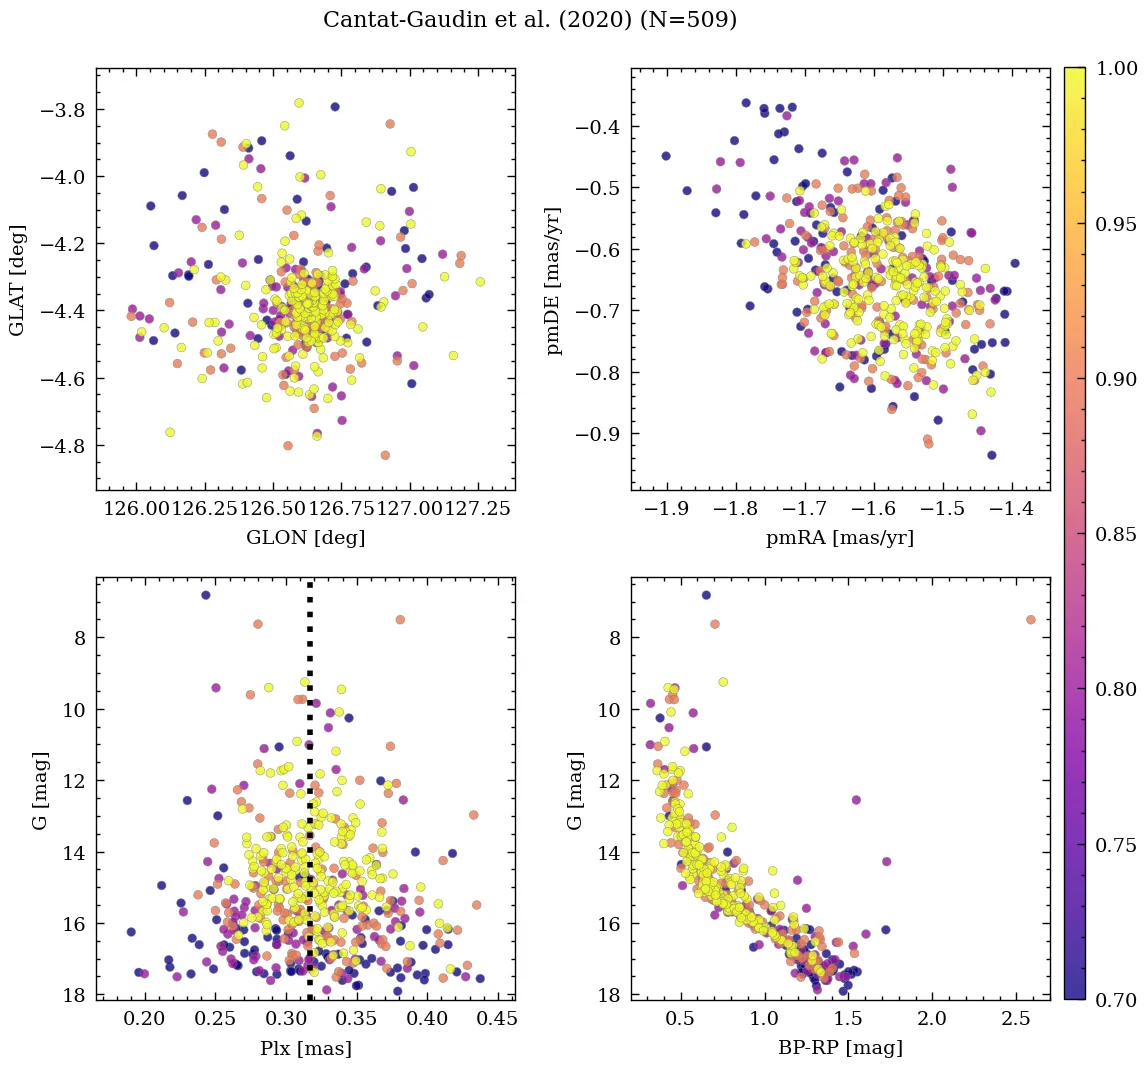 Cantat-Gaudin et al. (2020) (N=509)
−3.8
−4.0
−4.2
−4.4
−4.6
−4.8
GLAT [deg]
126.00 126.25 126.50 126.75 127.00 127.25
GLON [deg]
−0.4
−0.5
−0.6
−0.7
−0.8
−0.9
pmDE [mas/yr]
−1.9 −1.8 −1.7 −1.6 −1.5 −1.4
pmRA [mas/yr]
8
10
12
14
16
18
G [mag]
0.20 0.25 0.30 0.35 0.40 0.45
Plx [mas]
8
10
12
14
16
18
G [mag]
0.5 1.0 1.5 2.0 2.5
BP-RP [mag]
1.00
0.95
0.90
0.85
0.80
0.75
0.70